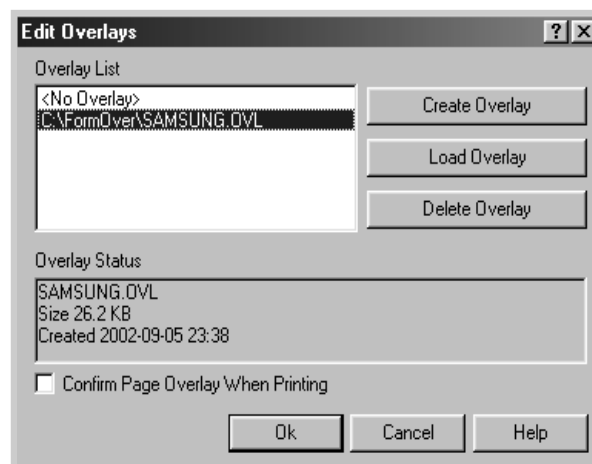 Edit Overlays
Overlay List
<No Overlay>
C:\FormOver\SAMSUNG.OVL
Create Overlay
Load Overlay
Delete Overlay
Overlay Status
SAMSUNG.OVL
Size 26.2 KB
Created 2002-09-05 23:38
Confirm Page Overlay When Printing
Ok Cancel Help